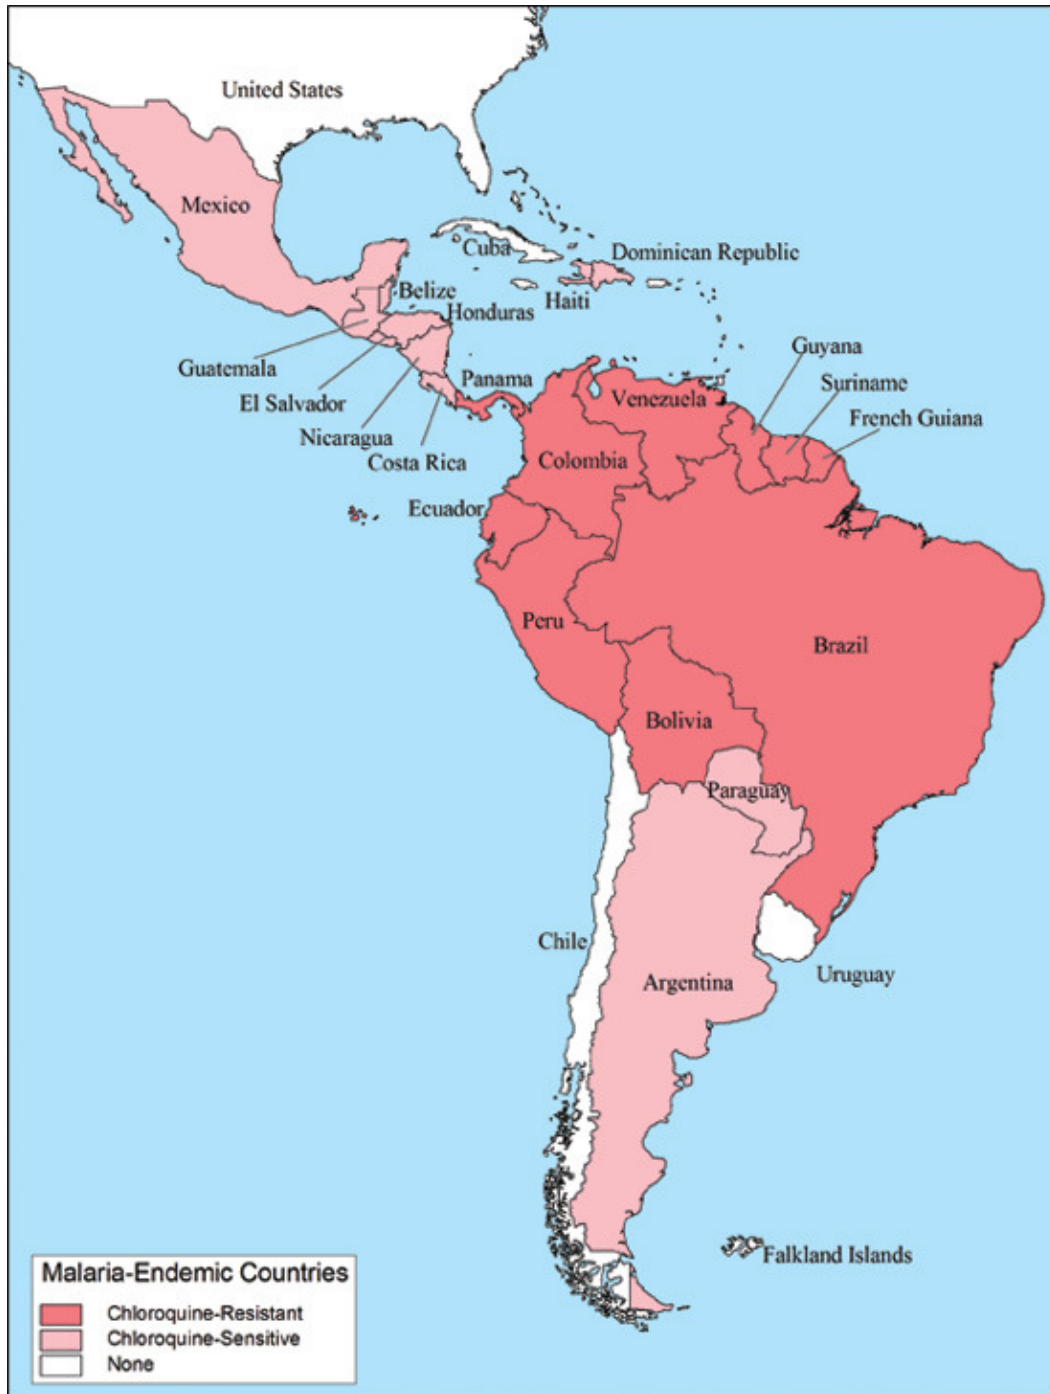 United States
Mexico
Cuba
Dominican Republic
Belize
Haiti
Honduras
Guatemala
Guyana
Panama
Suriname
El Salvador
Venezuela
French Guiana
Nicaragua
Costa Rica
Colombia
Ecuador
Peru
Brazil
Bolivia
Paraguay
Chile
Uruguay
Argentina
Falkland Islands
Malaria-Endemic Countries
Chloroquine-Resistant
Chloroquine-Sensitive
None